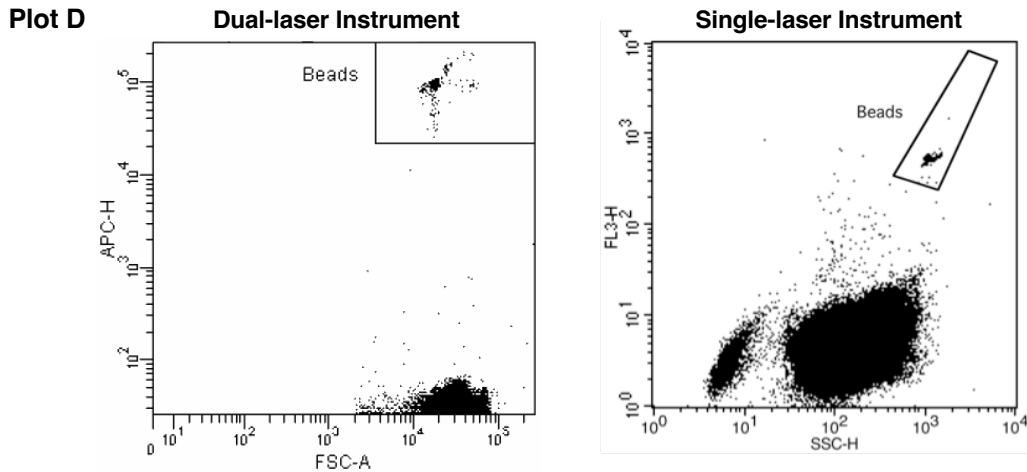 Plot D
Dual-laser Instrument
Single-laser Instrument
Beads
10^5
10^4
10^3
10^2
APC-H
0
10^1
10^2
10^3
10^4
10^5
FSC-A
Beads
10^4
10^3
10^2
10^1
10^0
FL3-H
10^0
10^1
10^2
10^3
10^4
SSC-H